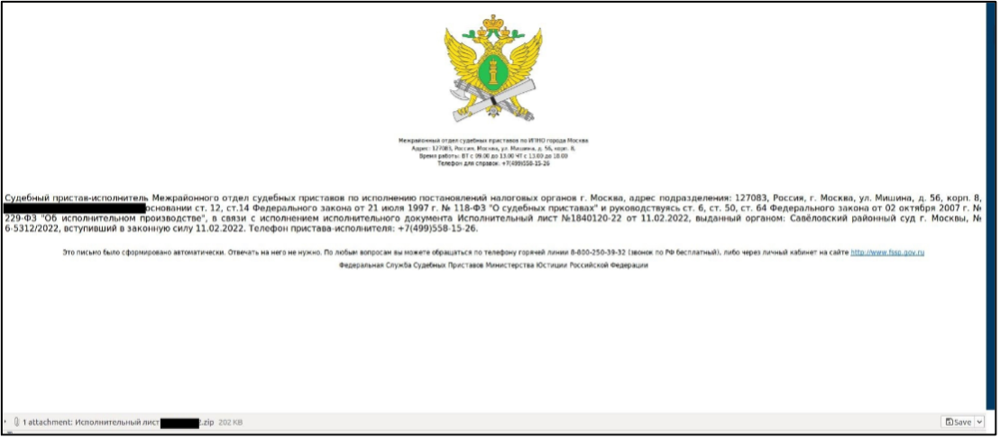 Межрайонный отдел судебных приставов по ИПНО города Москва
Адрес: 127083, Россия, Москва, ул. Мишина, д. 56, корп. 8,
Время работы: ВТ с 09.00 до 13.00 ЧТ с 13.00 до 18.00
Телефон для справок: +7(499)558-15-26
Судебный пристав-исполнитель Межрайонного отдел судебных приставов по исполнению постановлений налоговых органов г. Москва, адрес подразделения: 127083, Россия, г. Москва, ул. Мишина, д. 56, корп. 8,
основании ст. 12, ст.14 Федерального закона от 21 июля 1997 г. № 118-ФЗ "О судебных приставах" и руководствуясь ст. 6, ст. 50, ст. 64 Федерального закона от 02 октября 2007 г. №
229-ФЗ "Об исполнительном производстве", в связи с исполнением исполнительного документа Исполнительный лист №1840120-22 от 11.02.2022, выданный органом: Савёловский районный суд г. Москвы, №
6-5312/2022, вступивший в законную силу 11.02.2022. Телефон пристава-исполнителя: +7(499)558-15-26.
Это письмо было сформировано автоматически. Отвечать на него не нужно. По любым вопросам вы можете обращаться по телефону горячей линии 8-800-250-39-32 (звонок по РФ бесплатный), либо через личный кабинет на сайте http://www.fssp.gov.ru
Федеральная Служба Судебных Приставов Министерства Юстиции Российской Федерации
1 attachment: Исполнительный лист .zip 202 KB Save